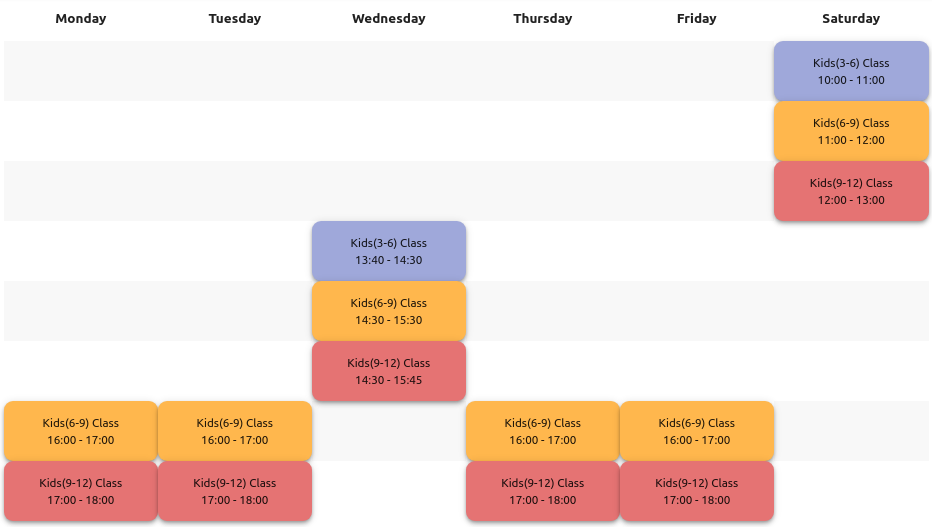 Monday Tuesday Wednesday Thursday Friday Saturday
Kids(3-6) Class
10:00 - 11:00
Kids(6-9) Class
11:00 - 12:00
Kids(9-12) Class
12:00 - 13:00
Kids(3-6) Class
13:40 - 14:30
Kids(6-9) Class
14:30 - 15:30
Kids(9-12) Class
14:30 - 15:45
Kids(6-9) Class Kids(6-9) Class Kids(6-9) Class Kids(6-9) Class
16:00 - 17:00 16:00 - 17:00 16:00 - 17:00 16:00 - 17:00
Kids(9-12) Class Kids(9-12) Class Kids(9-12) Class Kids(9-12) Class
17:00 - 18:00 17:00 - 18:00 17:00 - 18:00 17:00 - 18:00